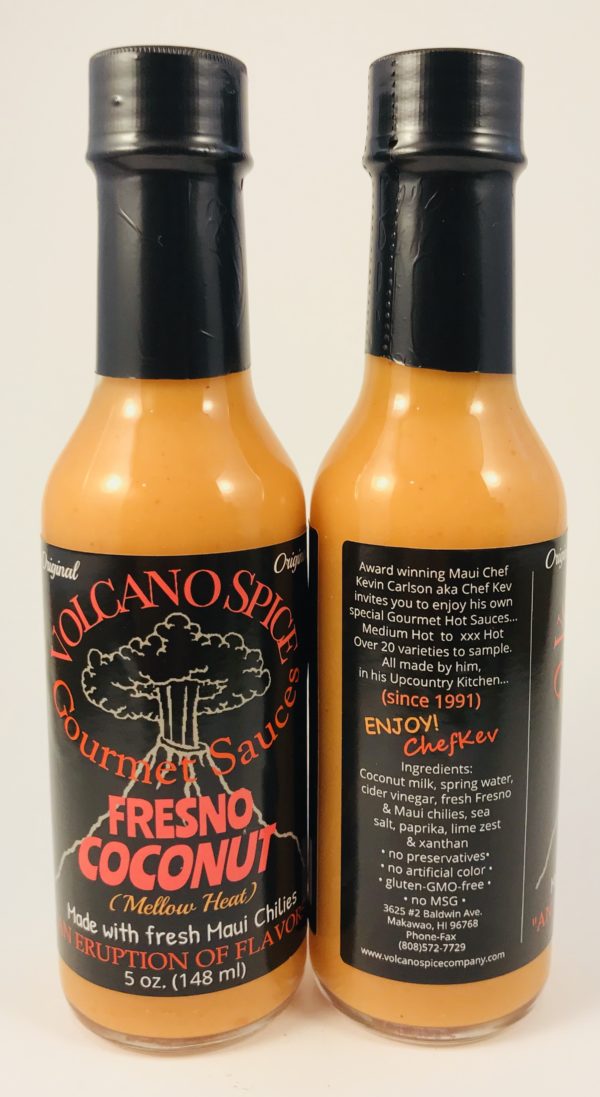 Original
Original
VOLCANO SPICE
Gourmet Sauces
FRESNO
COCONUT
(Mellow Heat)
Made with fresh Maui Chilies
AN ERUPTION OF FLAVOR
5 oz. (148 ml)
Award winning Maui Chef
Kevin Carlson aka Chef Kev
invites you to enjoy his own
special Gourmet Hot Sauces...
Medium Hot to xxx Hot
Over 20 varieties to sample.
All made by him,
in his Upcountry Kitchen...
(since 1991)
ENJOY!
ChefKev
Ingredients:
Coconut milk, spring water,
cider vinegar, fresh Fresno
& Maui chilies, sea
salt, paprika, lime zest
& xanthan
• no preservatives•
• no artificial color •
• gluten-GMO-free •
• no MSG •
3625 #2 Baldwin Ave.
Makawao, HI 96768
Phone-Fax
(808)572-7729
www.volcanospicecompany.com